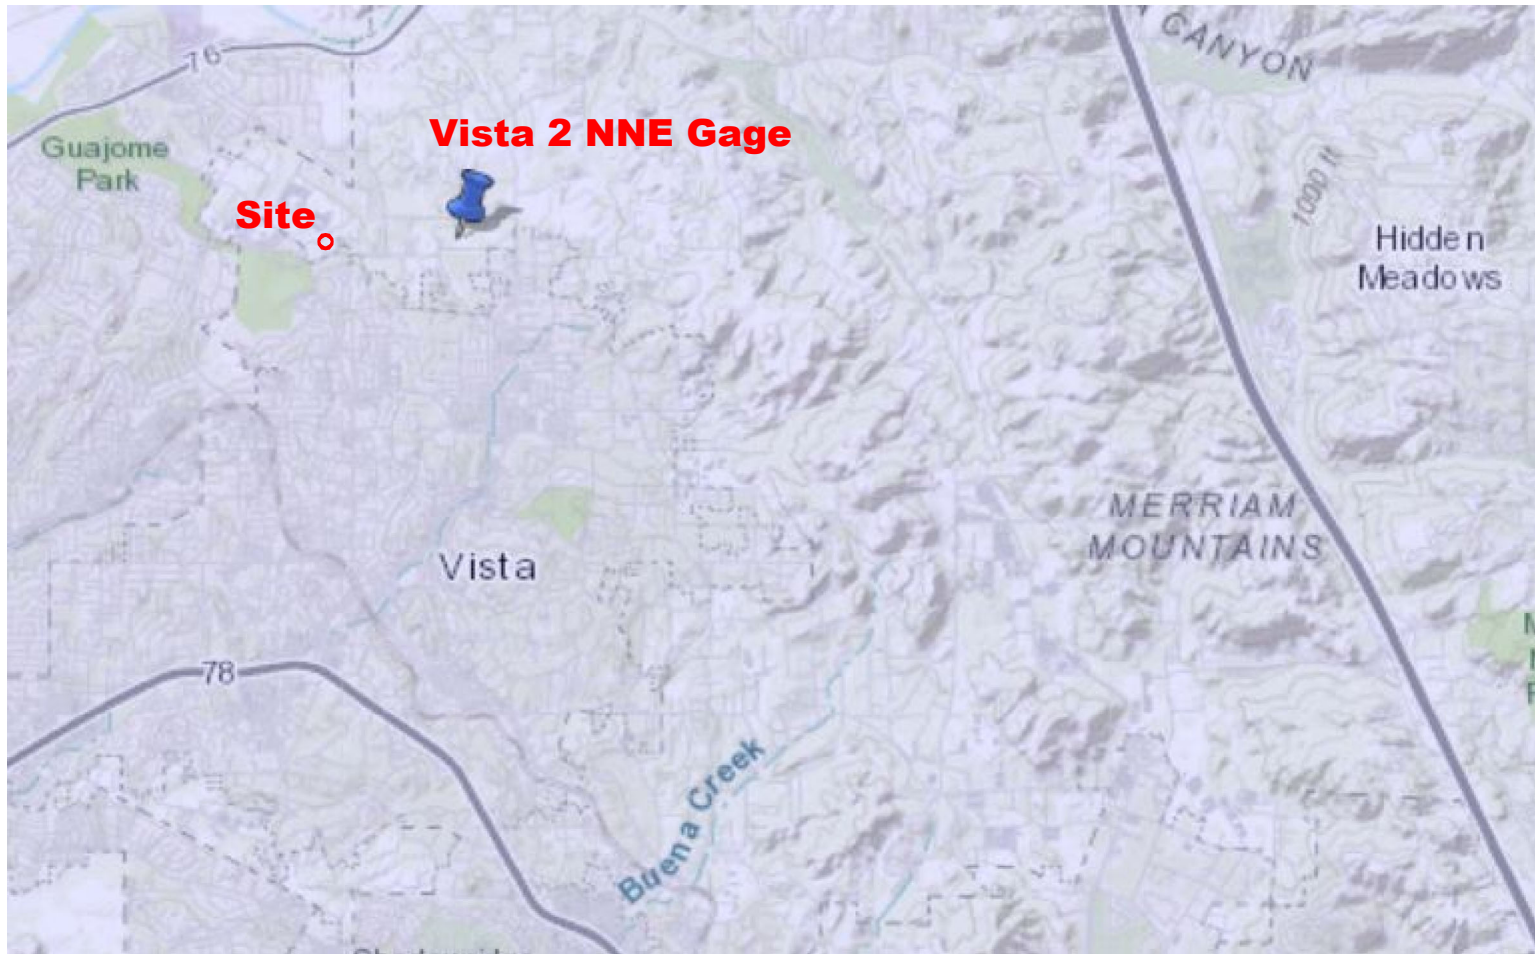 76
CANYON
Vista 2 NNE Gage
Guajome
Park
1000 ft
Site
Hidden
Meadows
MERRIAM
MOUNTAINS
Vista
78
Buena Creek